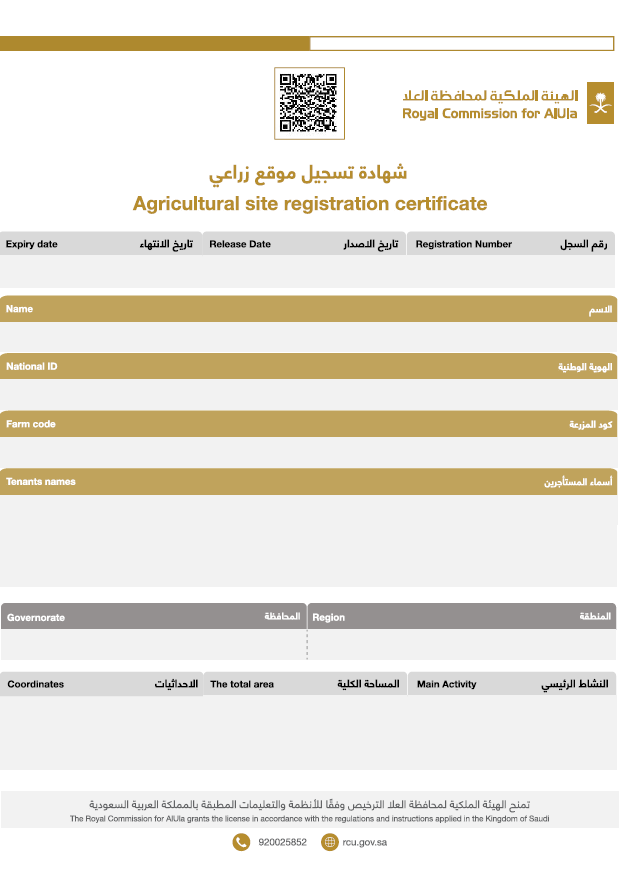 الهيئة الملكية لمحافظة العلا
Royal Commission for AlUla
شهادة تسجيل موقع زراعي
Agricultural site registration certificate
Expiry date تاريخ الانتهاء Release Date تاريخ الاصدار Registration Number رقم السجل
Name الاسم
National ID الهوية الوطنية
Farm code كود المزرعة
Tenants names أسماء المستأجرين
Governorate المحافظة Region المنطقة
Coordinates الاحداثيات The total area المساحة الكلية Main Activity النشاط الرئيسي
تمنح الهيئة الملكية لمحافظة العلا الترخيص وفقًا للأنظمة والتعليمات المطبقة بالمملكة العربية السعودية
The Royal Commission for AlUla grants the license in accordance with the regulations and instructions applied in the Kingdom of Saudi
920025852 rcu.gov.sa